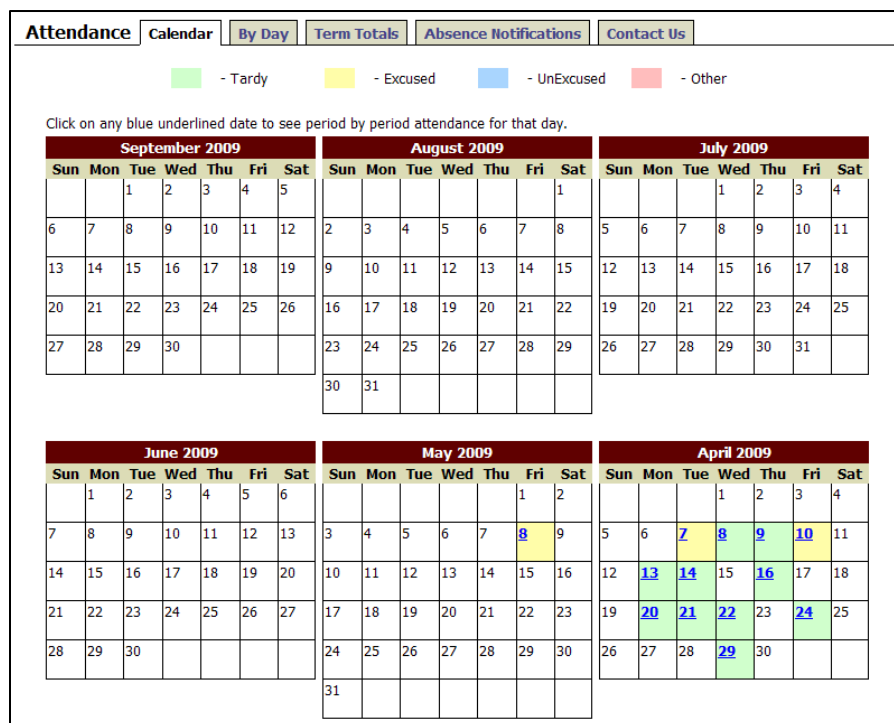 Attendance Calendar By Day Term Totals Absence Notifications Contact Us
- Tardy - Excused - UnExcused - Other
Click on any blue underlined date to see period by period attendance for that day.
September 2009
Sun Mon Tue Wed Thu Fri Sat
1 2 3 4 5
6 7 8 9 10 11 12
13 14 15 16 17 18 19
20 21 22 23 24 25 26
27 28 29 30
August 2009
Sun Mon Tue Wed Thu Fri Sat
1
2 3 4 5 6 7 8
9 10 11 12 13 14 15
16 17 18 19 20 21 22
23 24 25 26 27 28 29
30 31
July 2009
Sun Mon Tue Wed Thu Fri Sat
1 2 3 4
5 6 7 8 9 10 11
12 13 14 15 16 17 18
19 20 21 22 23 24 25
26 27 28 29 30 31
June 2009
Sun Mon Tue Wed Thu Fri Sat
1 2 3 4 5 6
7 8 9 10 11 12 13
14 15 16 17 18 19 20
21 22 23 24 25 26 27
28 29 30
May 2009
Sun Mon Tue Wed Thu Fri Sat
1 2
3 4 5 6 7 8 9
10 11 12 13 14 15 16
17 18 19 20 21 22 23
24 25 26 27 28 29 30
31
April 2009
Sun Mon Tue Wed Thu Fri Sat
1 2 3 4
5 6 7 8 9 10 11
12 13 14 15 16 17 18
19 20 21 22 23 24 25
26 27 28 29 30